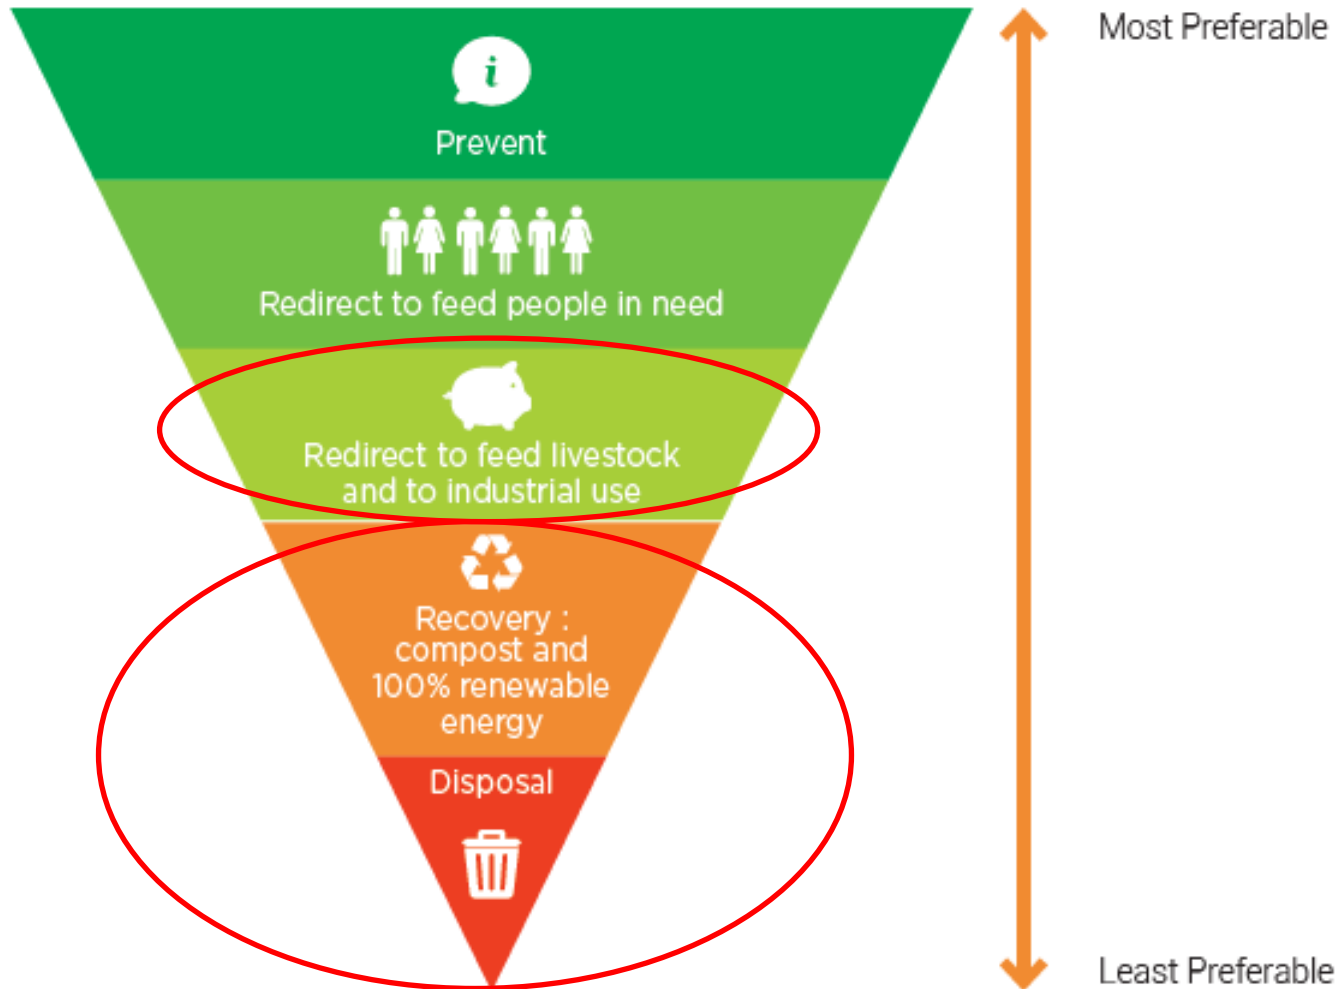 Most Preferable
i
Prevent
Redirect to feed people in need
Redirect to feed livestock
and to industrial use
Recovery :
compost and
100% renewable
energy
Disposal
Least Preferable